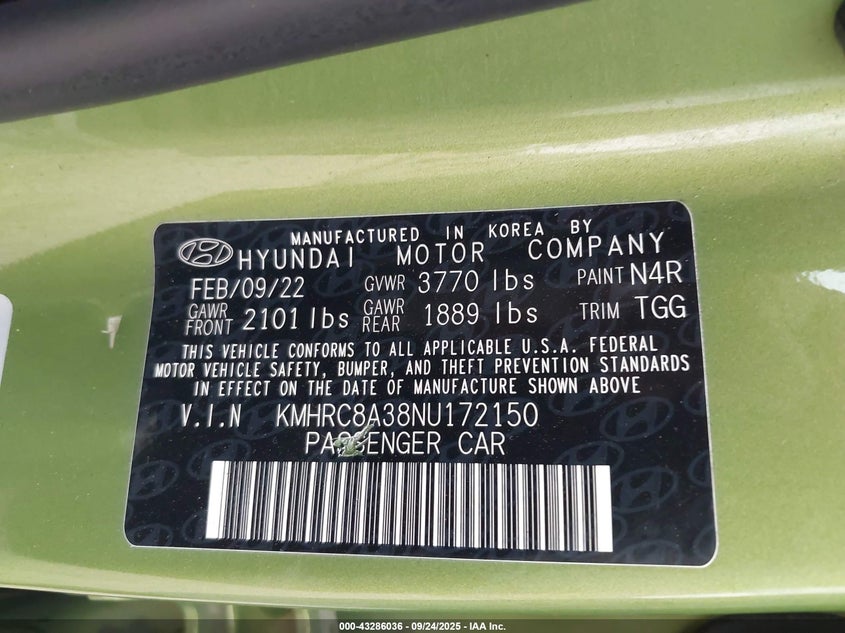 MANUFACTURED IN KOREA BY
HYUNDAI MOTOR COMPANY
FEB/09/22 GVWR 3770 lbs PAINT N4R
GAWR FRONT 2101 lbs GAWR REAR 1889 lbs TRIM TGG
THIS VEHICLE CONFORMS TO ALL APPLICABLE U.S.A. FEDERAL
MOTOR VEHICLE SAFETY, BUMPER, AND THEFT PREVENTION STANDARDS
IN EFFECT ON THE DATE OF MANUFACTURE SHOWN ABOVE
V.I.N KMHRC8A38NU172150
PASSENGER CAR
000-43286036 - 09/24/2025 - IAA Inc.